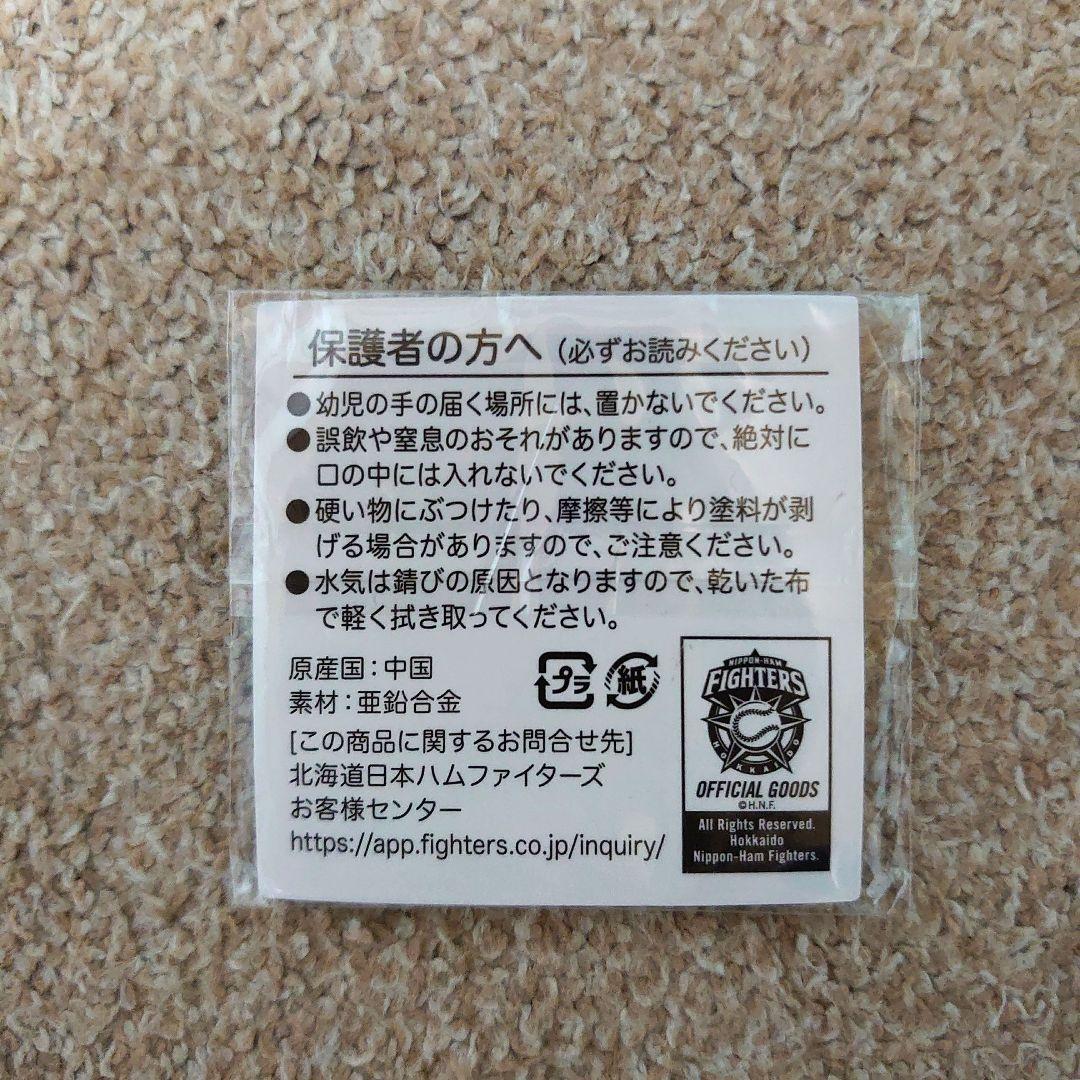 保護者の方へ（必ずお読みください）
●幼児の手の届く場所には、置かないでください。
●誤飲や窒息のおそれがありますので、絶対に
口の中には入れないでください。
●硬い物にぶつけたり、摩擦等により塗料が剥
げる場合がありますので、ご注意ください。
●水気は錆びの原因となりますので、乾いた布
で軽く拭き取ってください。
原産国：中国
素材：亜鉛合金
プラ
紙
[この商品に関するお問合せ先]
北海道日本ハムファイターズ
お客様センター
https://app.fighters.co.jp/inquiry/
NIPPON-HAM
FIGHTERS
HOKKAIDO
OFFICIAL GOODS
©H.N.F.
All Rights Reserved.
Hokkaido
Nippon-Ham Fighters.